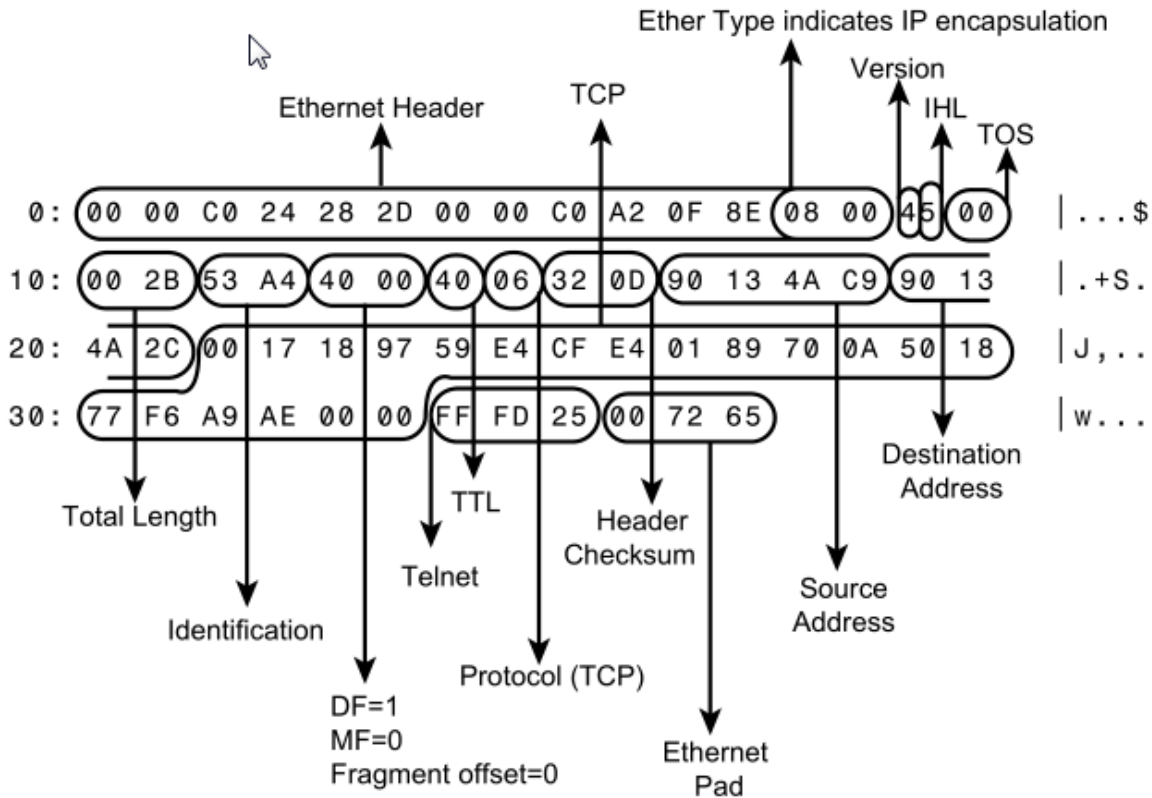 Ether Type indicates IP encapsulation
Version
Ethernet Header
TCP
IHL
TOS
0: 00 00 C0 24 28 2D 00 00 C0 A2 0F 8E 08 00 45 00 |...$
10: 00 2B 53 A4 40 00 40 06 32 0D 90 13 4A C9 90 13 |.+S.
20: 4A 2C 00 17 18 97 59 E4 CF E4 01 89 70 0A 50 18 |J,..
30: 77 F6 A9 AE 00 00 FF FD 25 00 72 65 |w...
Destination
Address
Total Length
TTL
Header
Checksum
Telnet
Source
Address
Identification
Protocol (TCP)
DF=1
MF=0
Fragment offset=0
Ethernet
Pad